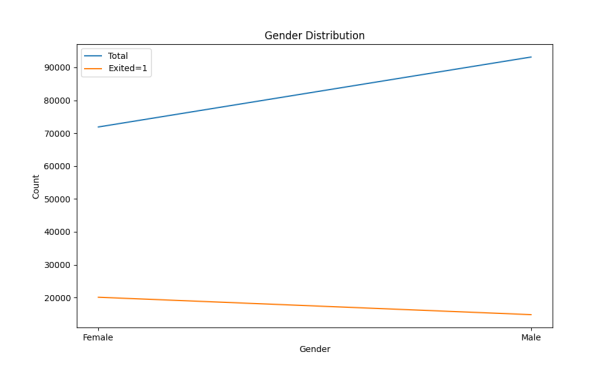 Gender Distribution
Total
Exited=1
90000
80000
70000
60000
50000
40000
30000
20000
Count
Female
Male
Gender